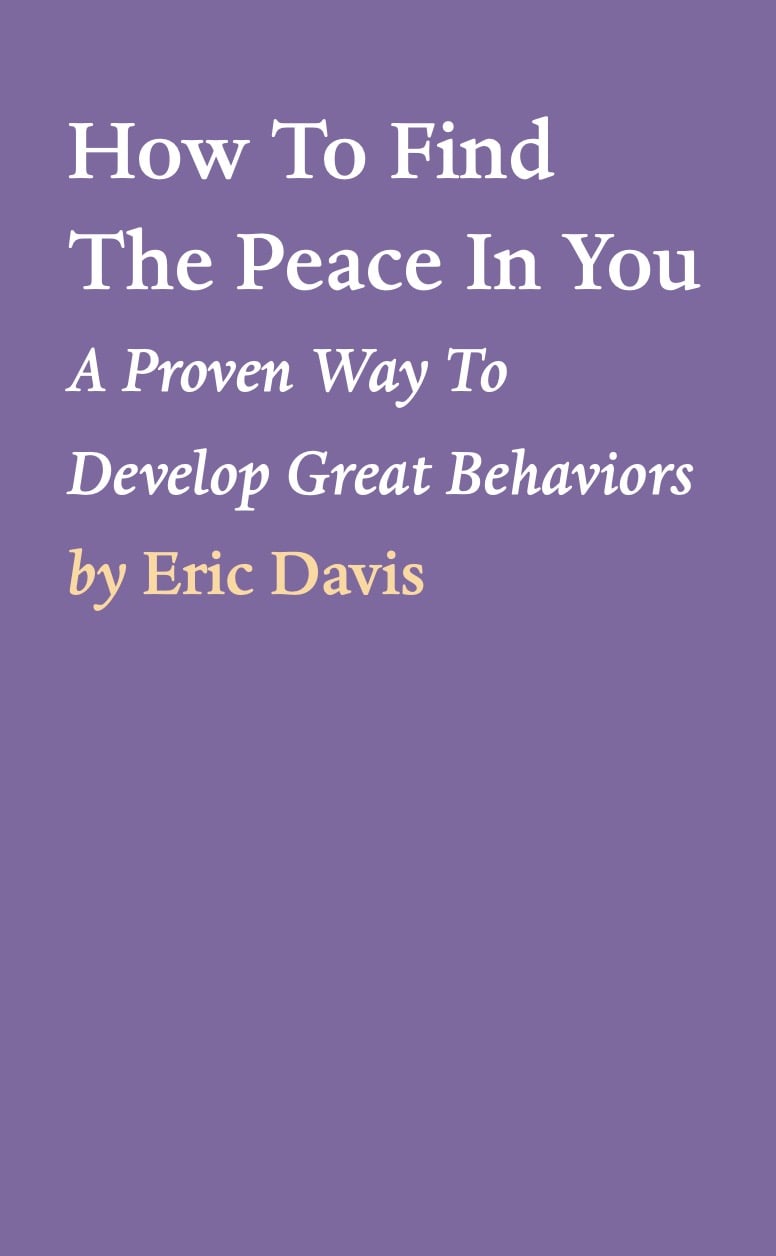 How To Find
The Peace In You
A Proven Way To
Develop Great Behaviors
by Eric Davis